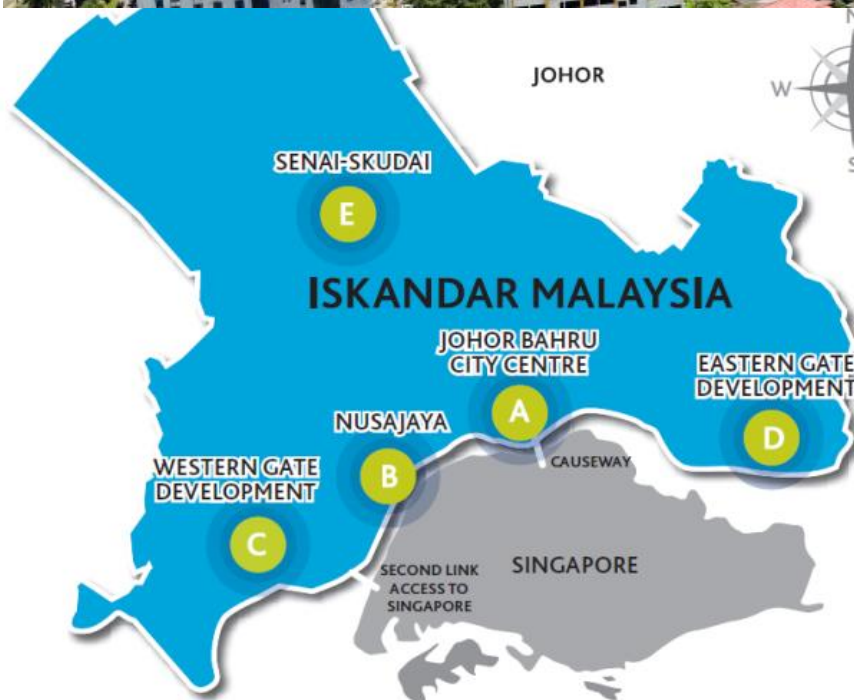 N
JOHOR
W
S
SENAI-SKUDAI
E
ISKANDAR MALAYSIA
JOHOR BAHRU
CITY CENTRE
A
EASTERN GATE
DEVELOPMENT
D
NUSAJAYA
B
CAUSEWAY
WESTERN GATE
DEVELOPMENT
C
SINGAPORE
SECOND LINK
ACCESS TO
SINGAPORE